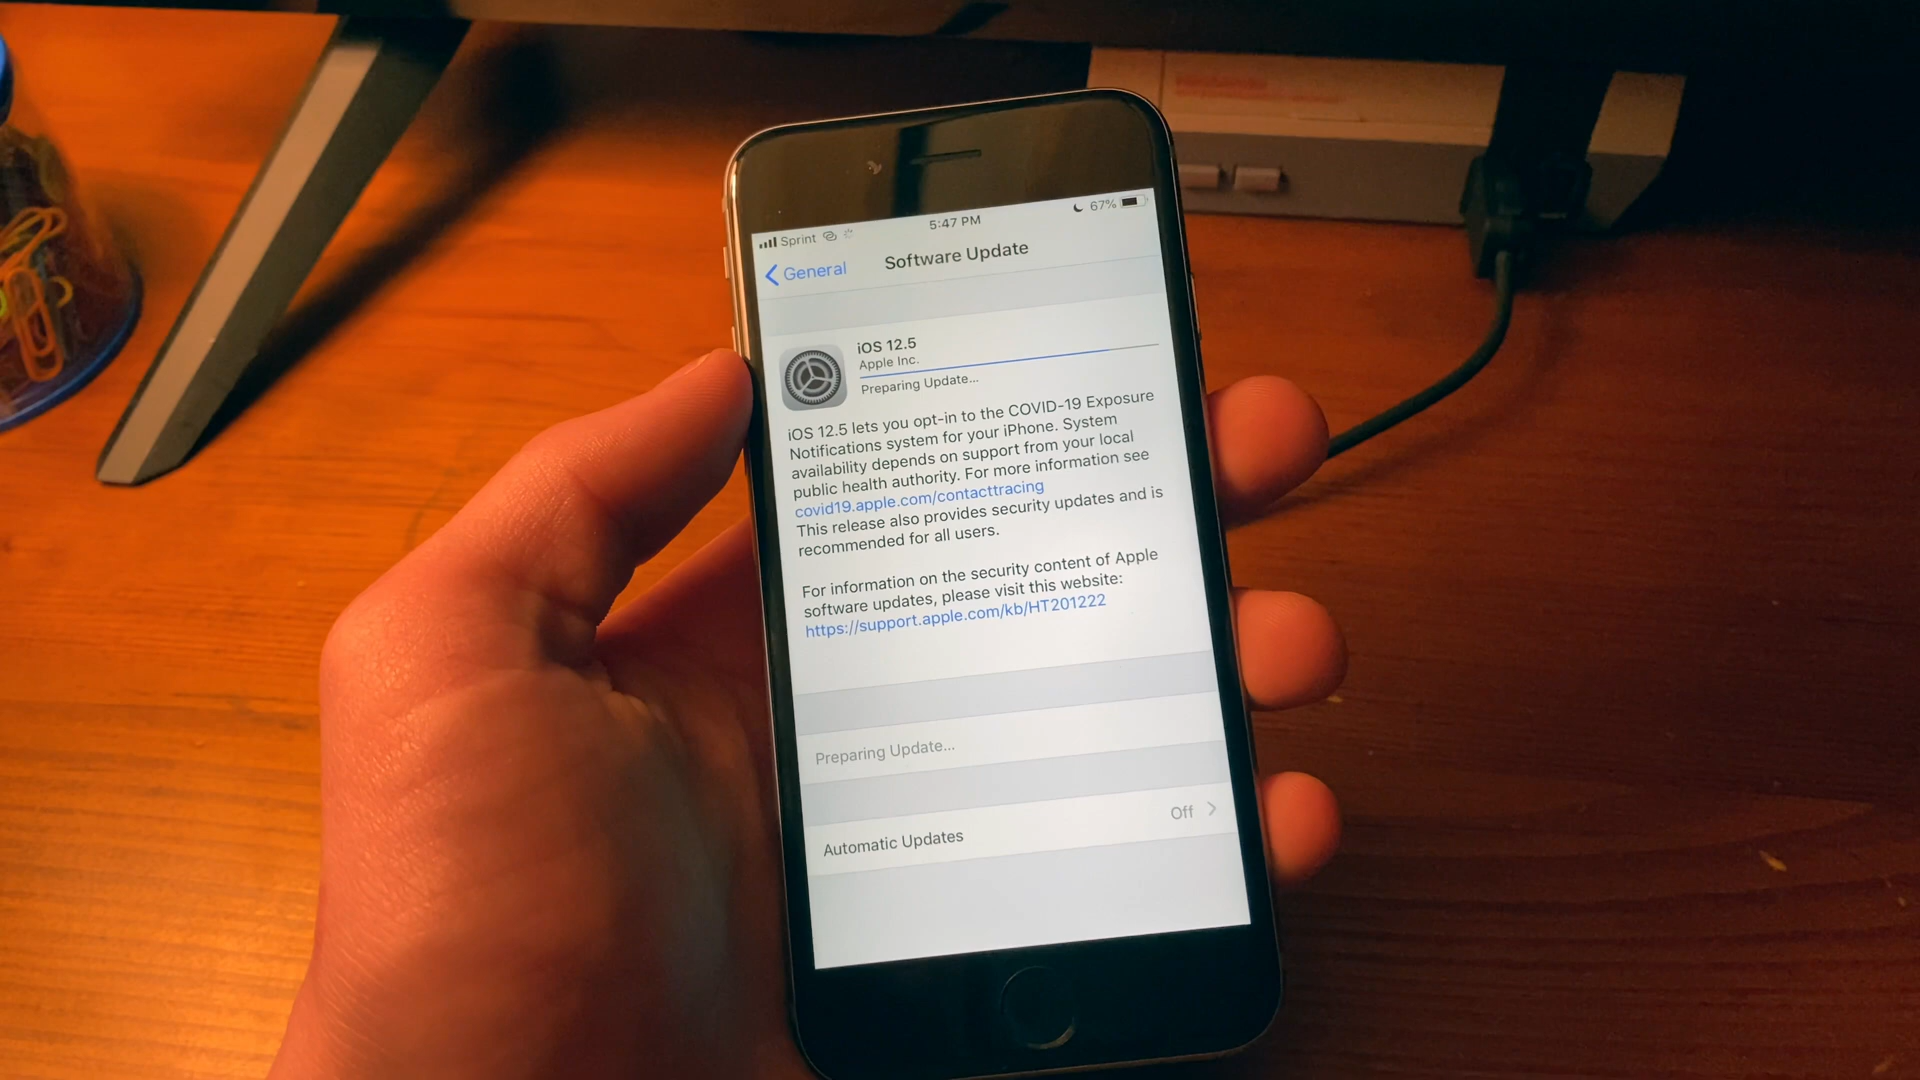 Sprint 5:47 PM 67%
General Software Update
iOS 12.5
Apple Inc.
Preparing Update...
iOS 12.5 lets you opt-in to the COVID-19 Exposure
Notifications system for your iPhone. System
availability depends on support from your local
public health authority. For more information see
covid19.apple.com/contacttracing
This release also provides security updates and is
recommended for all users.
For information on the security content of Apple
software updates, please visit this website:
https://support.apple.com/kb/HT201222
Preparing Update...
Automatic Updates Off